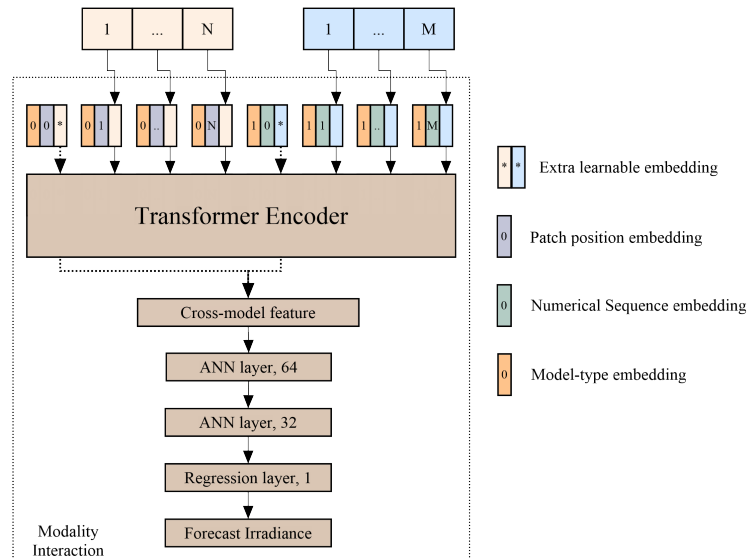 1 ... N
1 ... M
0 0 *
0 1
0 ..
0 N
1 0 *
1 1
1 ..
1 M
Transformer Encoder
Cross-model feature
ANN layer, 64
ANN layer, 32
Regression layer, 1
Forecast Irradiance
Modality
Interaction
* * Extra learnable embedding
0 Patch position embedding
0 Numerical Sequence embedding
0 Model-type embedding